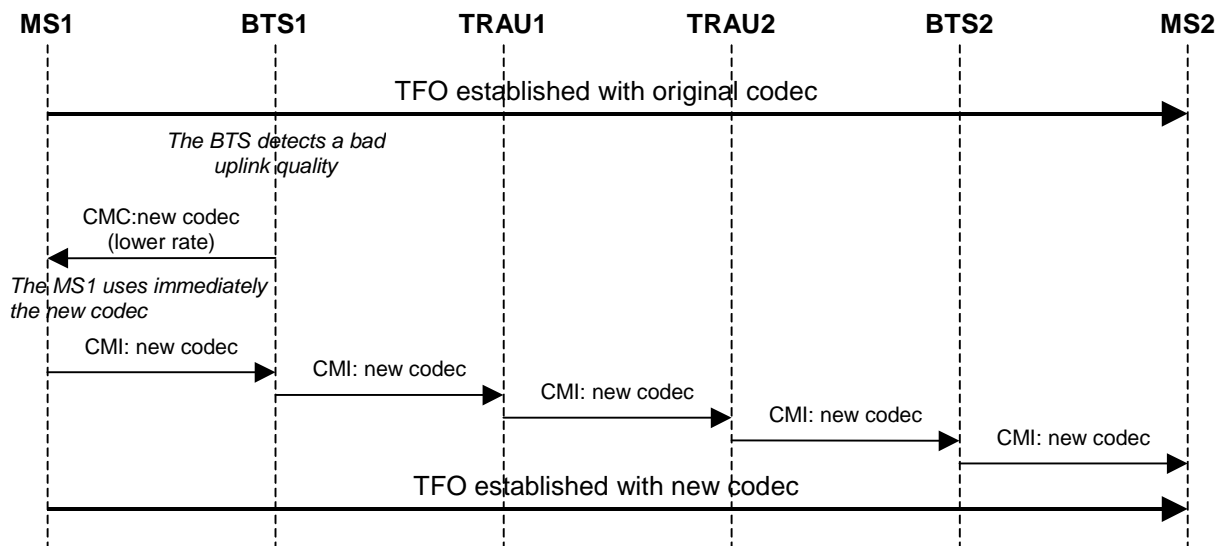 MS1 BTS1 TRAU1 TRAU2 BTS2 MS2
TFO established with original codec
The BTS detects a bad
uplink quality
CMC:new codec
(lower rate)
The MS1 uses immediately
the new codec
CMI: new codec
CMI: new codec
CMI: new codec
CMI: new codec
CMI: new codec
TFO established with new codec